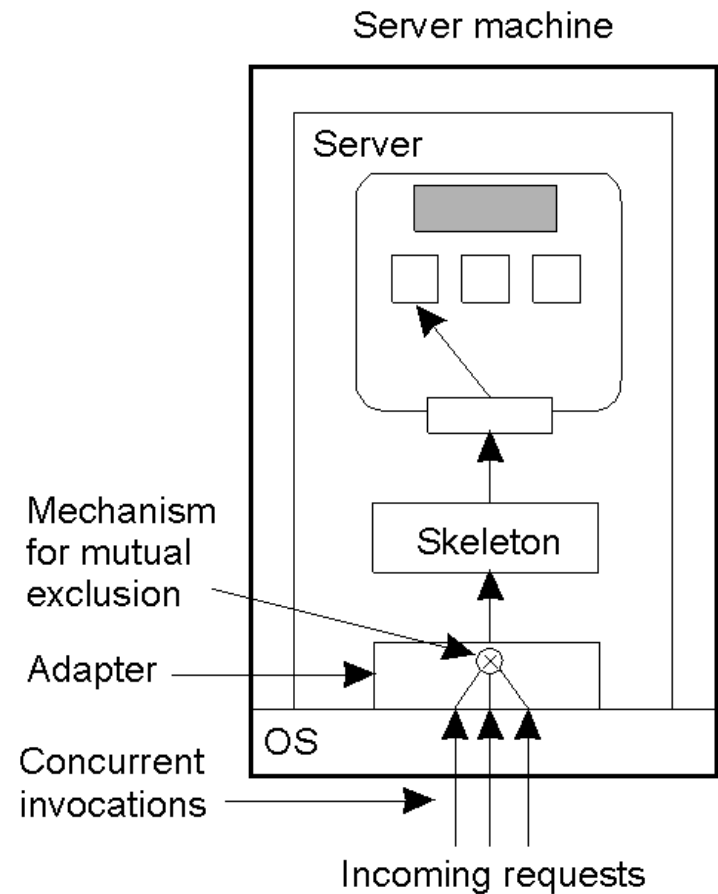 Server machine
Server
Mechanism
for mutual
exclusion
Skeleton
Adapter
OS
Concurrent
invocations
Incoming requests